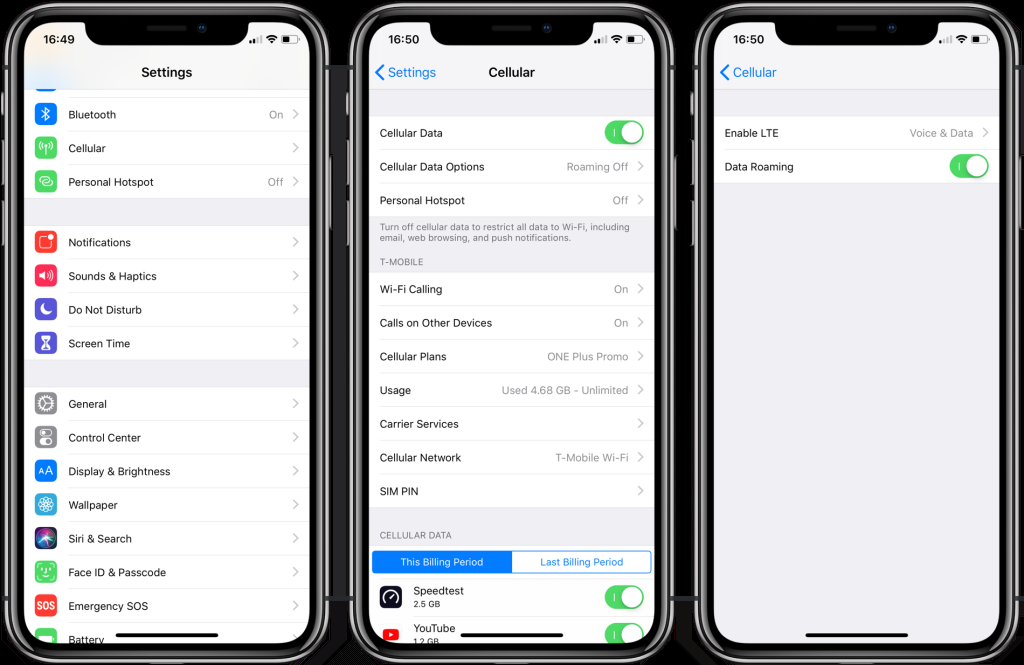 16:49
Settings
Bluetooth On
Cellular
Personal Hotspot Off
Notifications
Sounds & Haptics
Do Not Disturb
Screen Time
General
Control Center
AA Display & Brightness
Wallpaper
Siri & Search
Face ID & Passcode
SOS Emergency SOS
Battery
16:50
Settings Cellular
Cellular Data
Cellular Data Options Roaming Off
Personal Hotspot Off
Turn off cellular data to restrict all data to Wi-Fi, including
email, web browsing, and push notifications.
T-MOBILE
Wi-Fi Calling On
Calls on Other Devices On
Cellular Plans ONE Plus Promo
Usage Used 4.68 GB - Unlimited
Carrier Services
Cellular Network T-Mobile Wi-Fi
SIM PIN
CELLULAR DATA
This Billing Period Last Billing Period
Speedtest
2.5 GB
YouTube
1.2 GB
16:50
Cellular
Enable LTE Voice & Data
Data Roaming